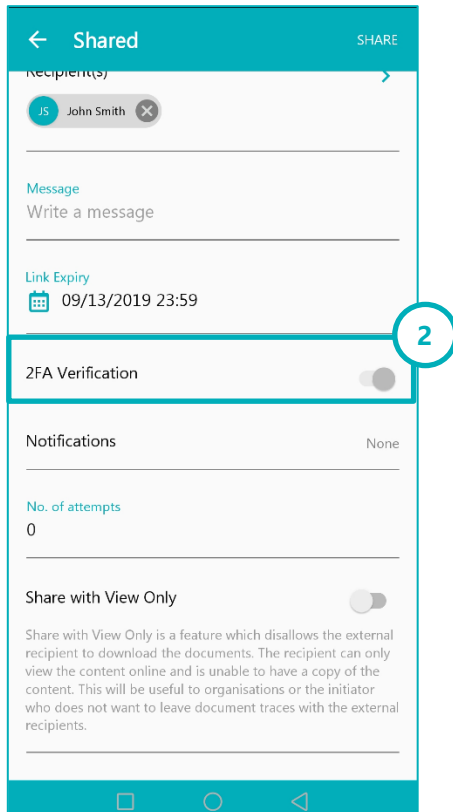 Shared
SHARE
Recipient(s)
JS John Smith
Message
Write a message
Link Expiry
09/13/2019 23:59
2
2FA Verification
Notifications
None
No. of attempts
0
Share with View Only
Share with View Only is a feature which disallows the external
recipient to download the documents. The recipient can only
view the content online and is unable to have a copy of the
content. This will be useful to organisations or the initiator
who does not want to leave document traces with the external
recipients.